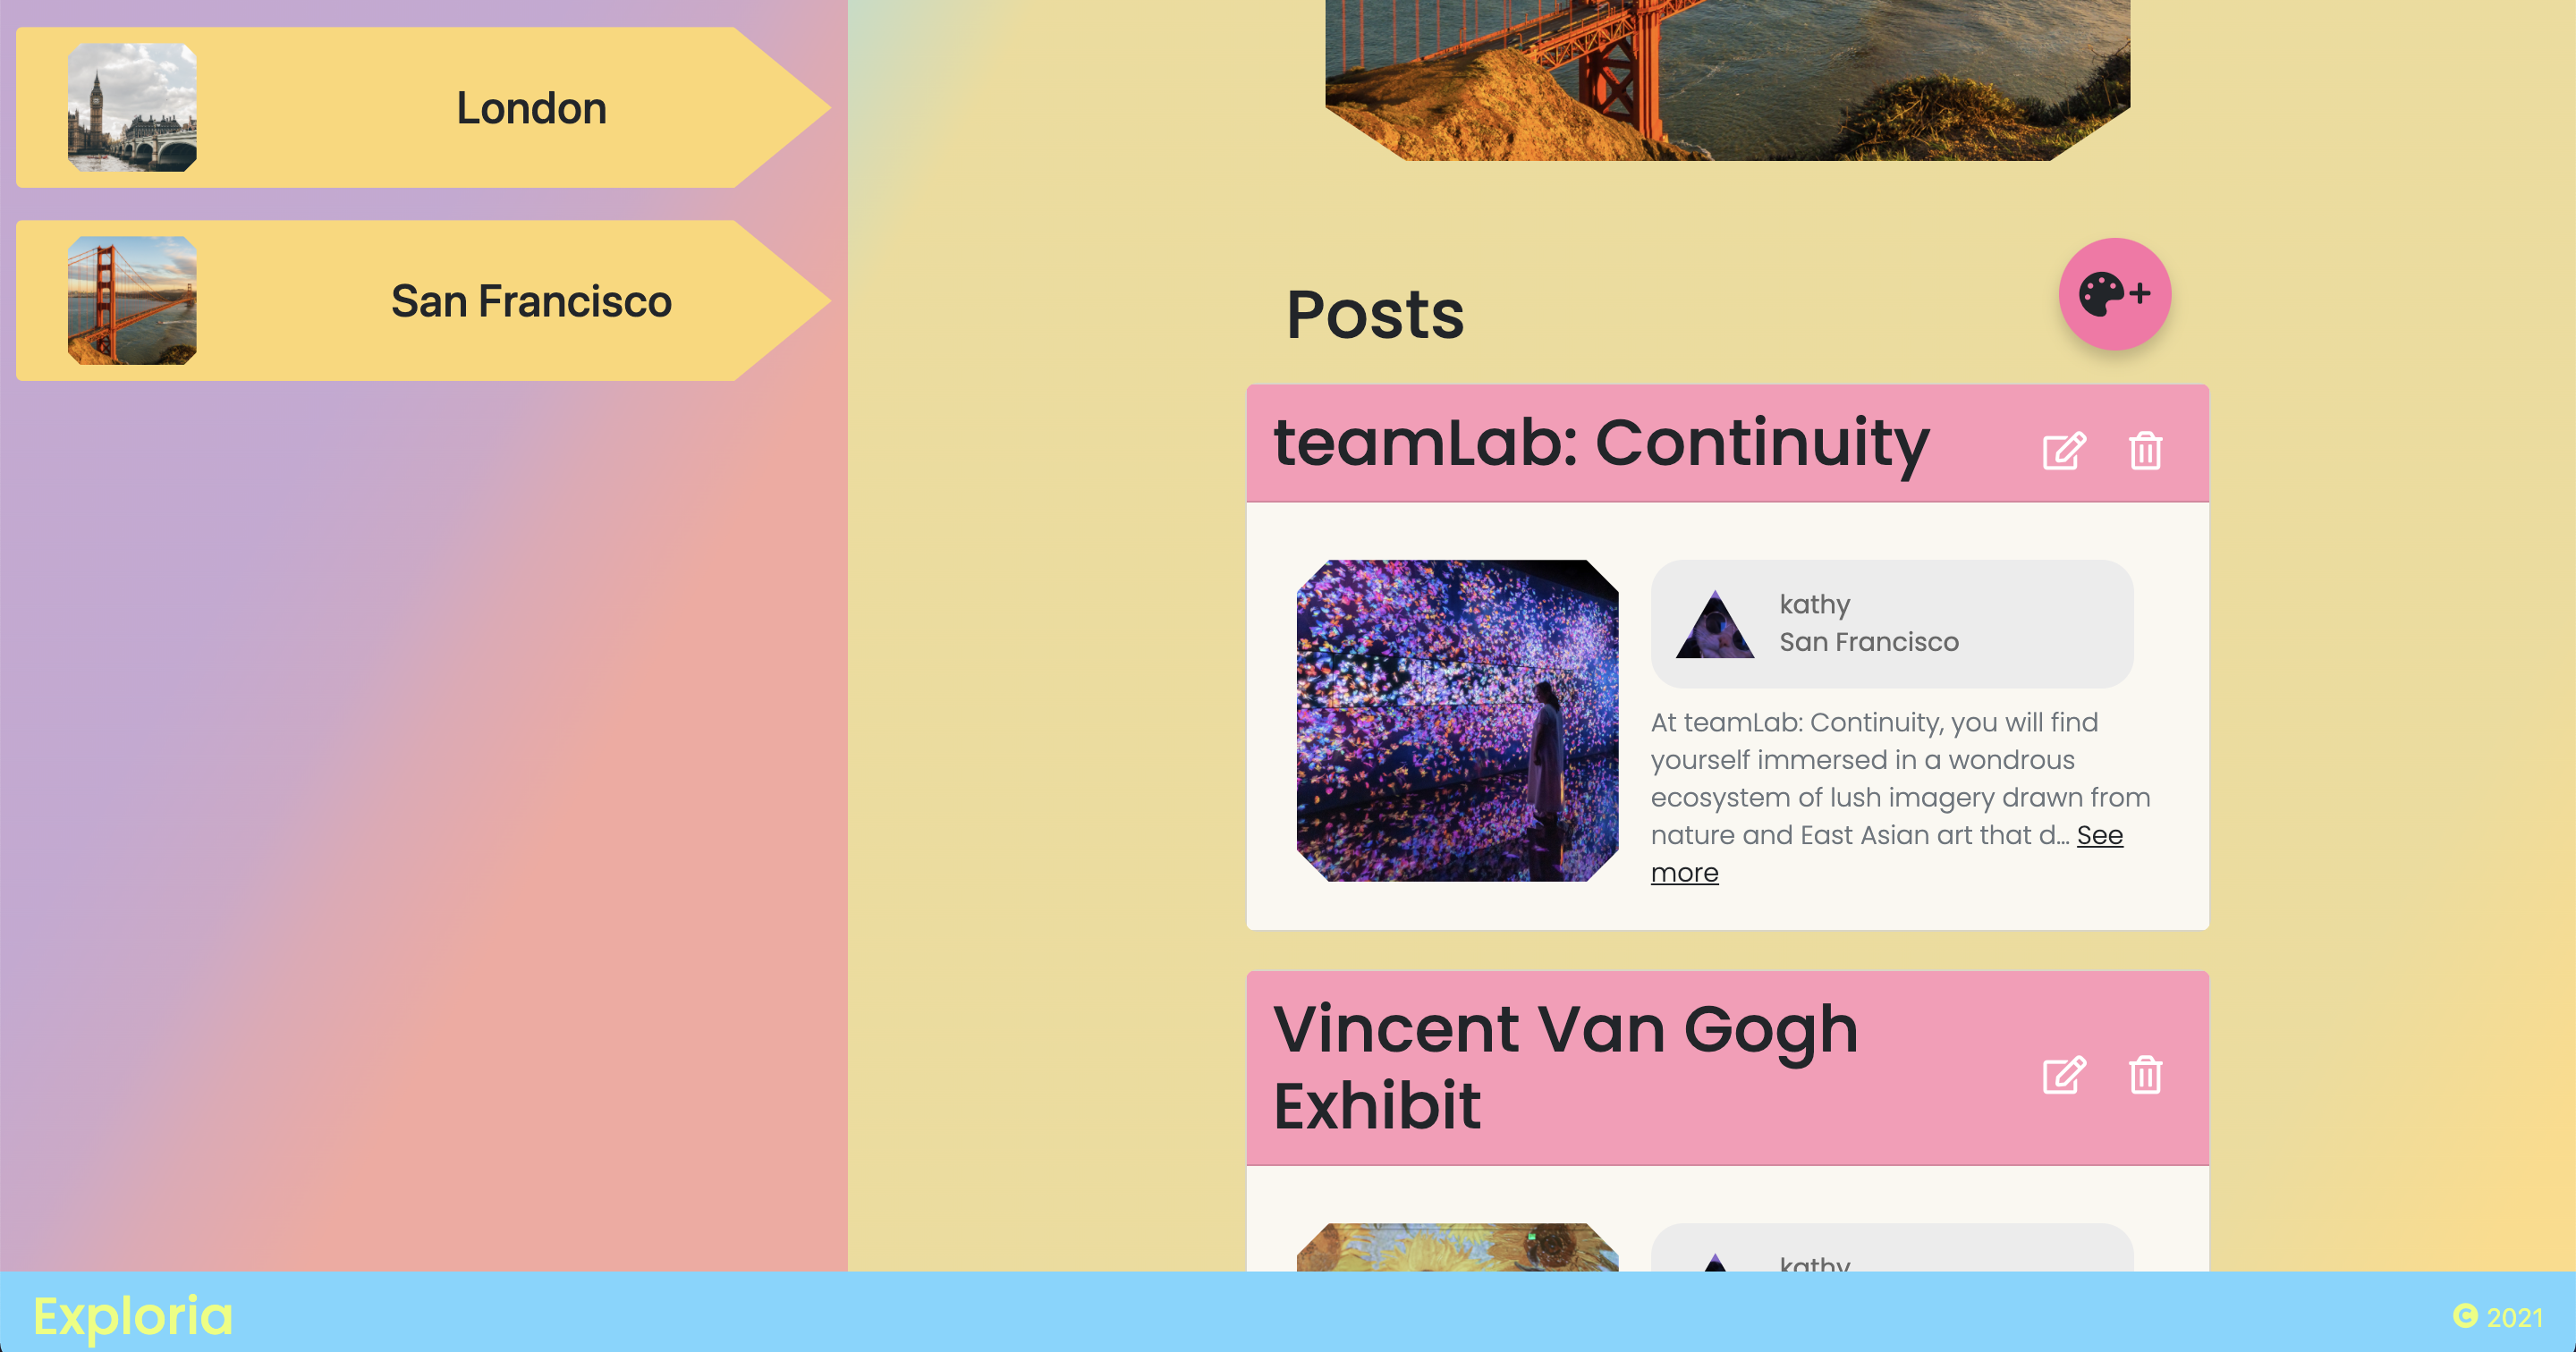 London
San Francisco
Posts
teamLab: Continuity
kathy
San Francisco
At teamLab: Continuity, you will find
yourself immersed in a wondrous
ecosystem of lush imagery drawn from
nature and East Asian art that d... See
more
Vincent Van Gogh
Exhibit
kathy
Exploria
© 2021